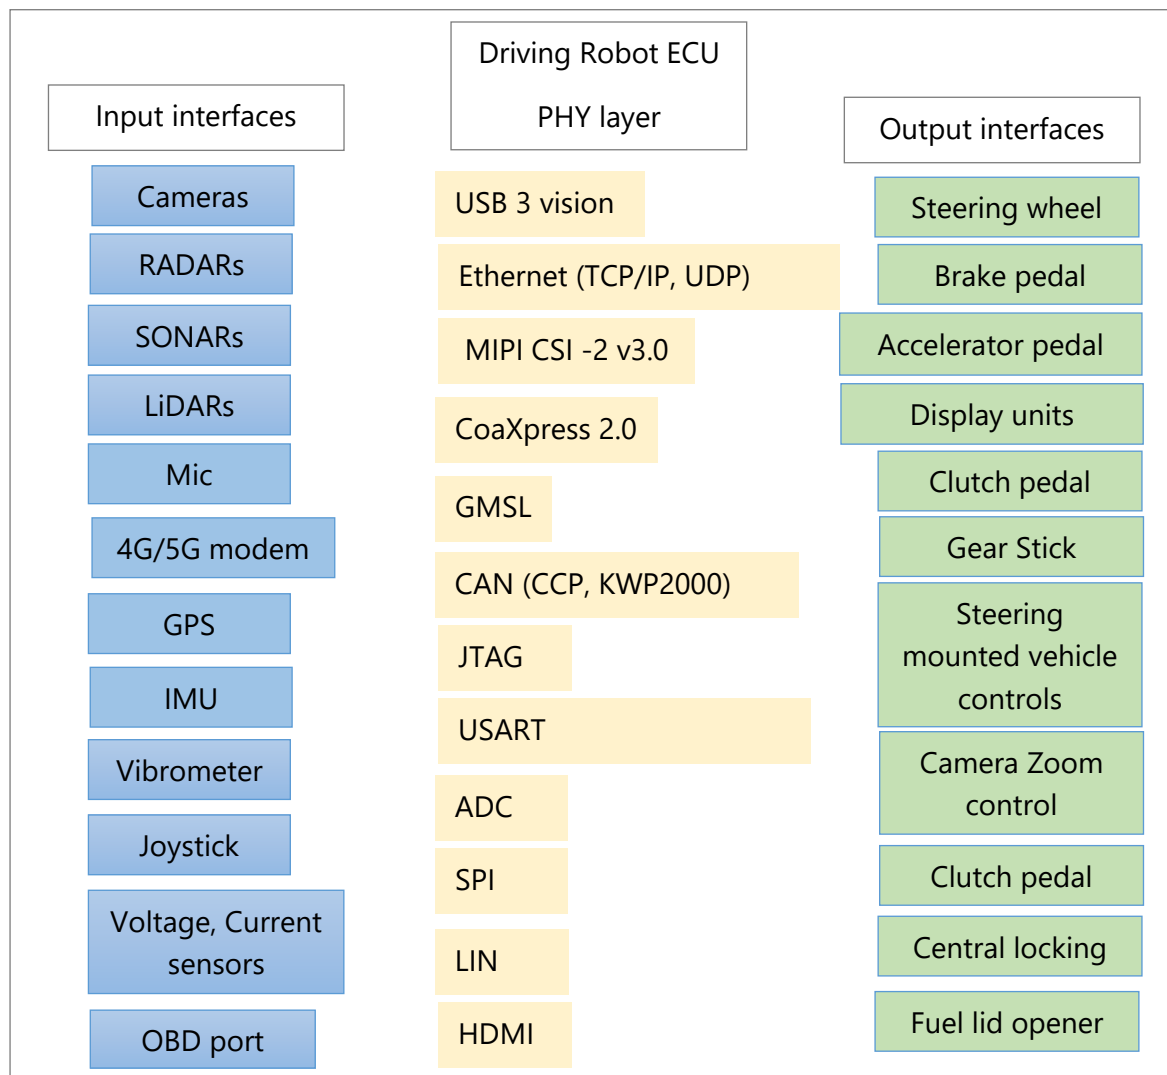 Input interfaces
Cameras
RADARs
SONARs
LiDARs
Mic
4G/5G modem
GPS
IMU
Vibrometer
Joystick
Voltage, Current
sensors
OBD port
Driving Robot ECU
PHY layer
USB 3 vision
Ethernet (TCP/IP, UDP)
MIPI CSI -2 v3.0
CoaXpress 2.0
GMSL
CAN (CCP, KWP2000)
JTAG
USART
ADC
SPI
LIN
HDMI
Output interfaces
Steering wheel
Brake pedal
Accelerator pedal
Display units
Clutch pedal
Gear Stick
Steering
mounted vehicle
controls
Camera Zoom
control
Clutch pedal
Central locking
Fuel lid opener